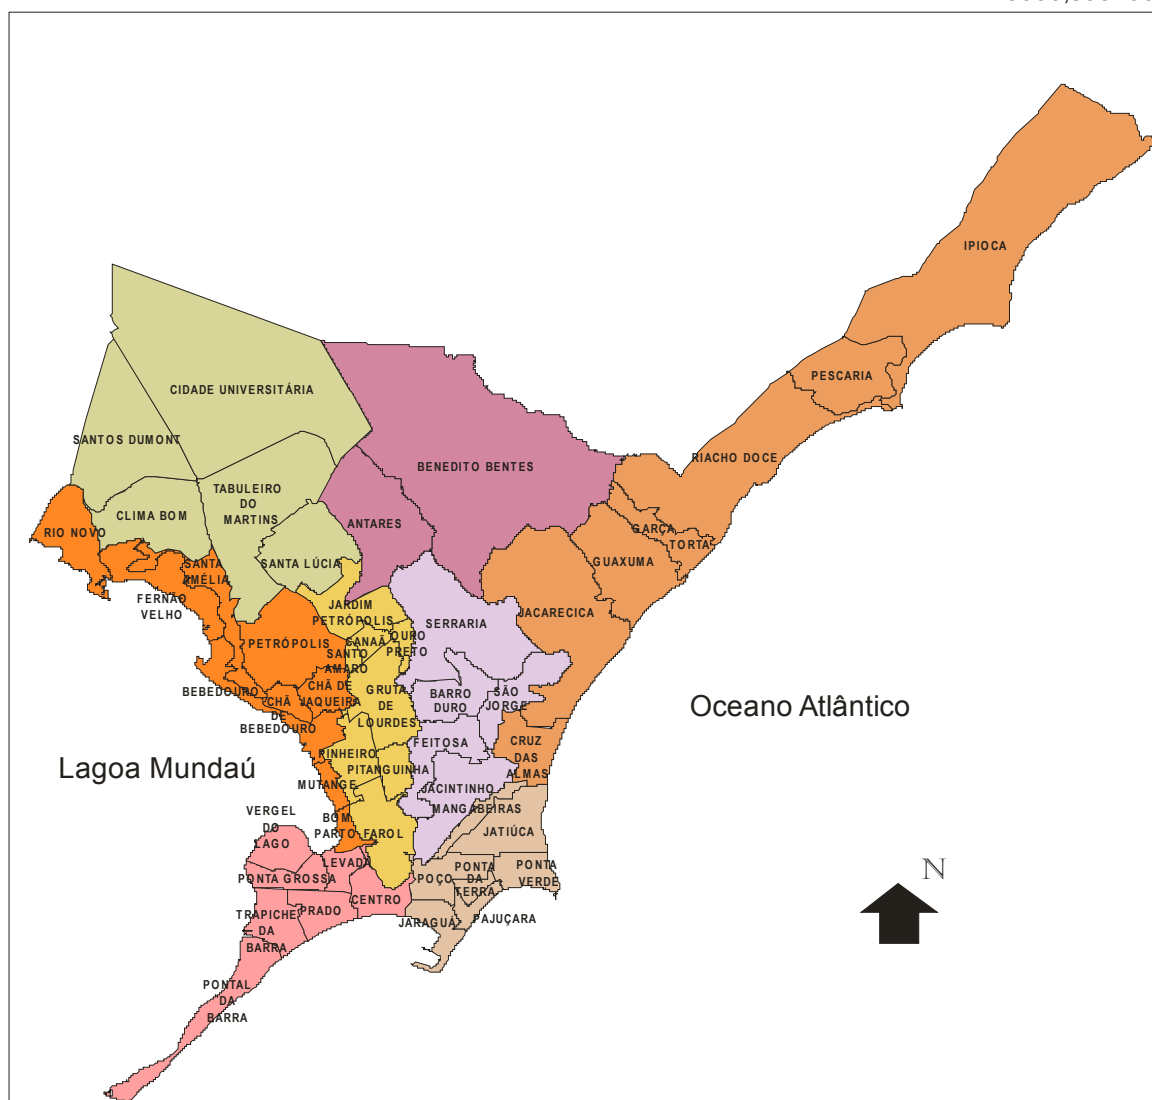 IPIOCA
PESCARIA
CIDADE UNIVERSITÁRIA
SANTOS DUMONT
RIACHO DOCE
BENEDITO BENTES
TABULEIRO
DO
MARTINS
CLIMA BOM
ANTARES
GARÇA
TORTA
RIO NOVO
SANTA LÚCIA
SANTA
AMÉLIA
GUAXUMA
FERNÃO
VELHO
JARDIM
PETRÓPOLIS
JACARECICA
SERRARIA
PETRÓPOLIS
CANAÃ
OURO
PRETO
SANTO
AMARO
BEBEDOURO
CHÃ DE
JAQUEIRA
CHÃ
DE
BEBEDOURO
GRUTA
DE
LOURDES
BARRO
DURO
SÃO
JORGE
Oceano Atlântico
FEITOSA
CRUZ
DAS
ALMAS
PINHEIRO
PITANGUINHA
Lagoa Mundaú
MUTANGE
JACINTINHO
MANGABEIRAS
VERGEL
DO
LAGO
BOM
PARTO
FAROL
JATIÚCA
LEVADA
PONTA GROSSA
POÇO
PONTA
DA
TERRA
PONTA
VERDE
N
CENTRO
PRADO
TRAPICHE
DA
BARRA
JARAGUÁ
PAJUÇARA
PONTAL
DA
BARRA